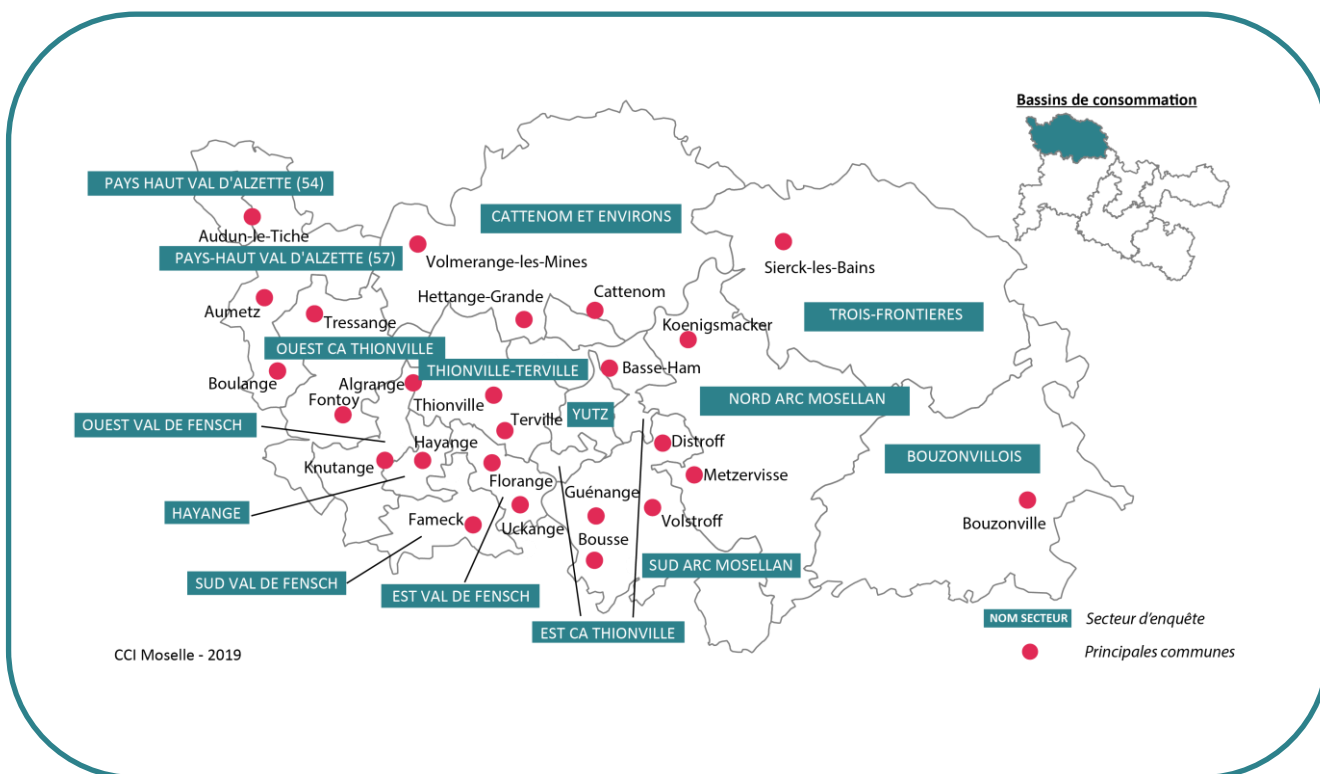 Bassins de consommation
PAYS HAUT VAL D'ALZETTE (54)
Audun-le-Tiche
CATTENOM ET ENVIRONS
PAYS-HAUT VAL D'ALZETTE (57)
Volmerange-les-Mines
Sierck-les-Bains
Aumetz
Tressange
Hettange-Grande
Cattenom
Koenigsmacker
TROIS-FRONTIERES
OUEST CA THIONVILLE
Boulange
Algrange
THIONVILLE-TERVILLE
Basse-Ham
Fontoy
Thionville
NORD ARC MOSELLAN
OUEST VAL DE FENSCH
Terville
YUTZ
Hayange
Distroff
BOUZONVILLOIS
Knutange
Florange
Metzervisse
HAYANGE
Guénange
Fameck
Uckange
Volstroff
Bouzonville
Bousse
SUD VAL DE FENSCH
EST VAL DE FENSCH
SUD ARC MOSELLAN
EST CA THIONVILLE
NOM SECTEUR Secteur d'enquête
Principales communes
CCI Moselle - 2019